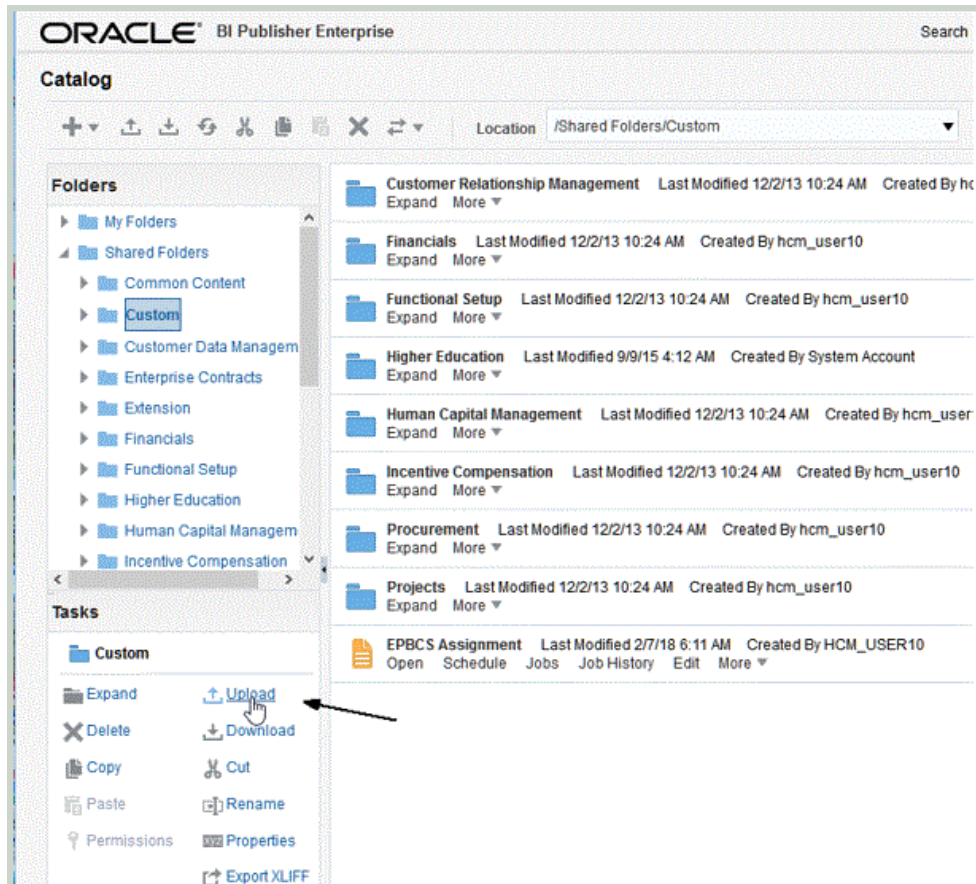 ORACLE® BI Publisher Enterprise Search
Catalog
Location /Shared Folders/Custom
Folders
My Folders
Shared Folders
Common Content
Custom
Customer Data Managem
Enterprise Contracts
Extension
Financials
Functional Setup
Higher Education
Human Capital Managem
Incentive Compensation
Customer Relationship Management Last Modified 12/2/13 10:24 AM Created By hc
Expand More
Financials Last Modified 12/2/13 10:24 AM Created By hcm_user10
Expand More
Functional Setup Last Modified 12/2/13 10:24 AM Created By hcm_user10
Expand More
Higher Education Last Modified 9/9/15 4:12 AM Created By System Account
Expand More
Human Capital Management Last Modified 12/2/13 10:24 AM Created By hcm_user
Expand More
Incentive Compensation Last Modified 12/2/13 10:24 AM Created By hcm_user10
Expand More
Procurement Last Modified 12/2/13 10:24 AM Created By hcm_user10
Expand More
Projects Last Modified 12/2/13 10:24 AM Created By hcm_user10
Expand More
EPBCS Assignment Last Modified 2/7/18 6:11 AM Created By HCM_USER10
Open Schedule Jobs Job History Edit More
Tasks
Custom
Expand Upload
Delete Download
Copy Cut
Paste Rename
Permissions Properties
Export XLIFF